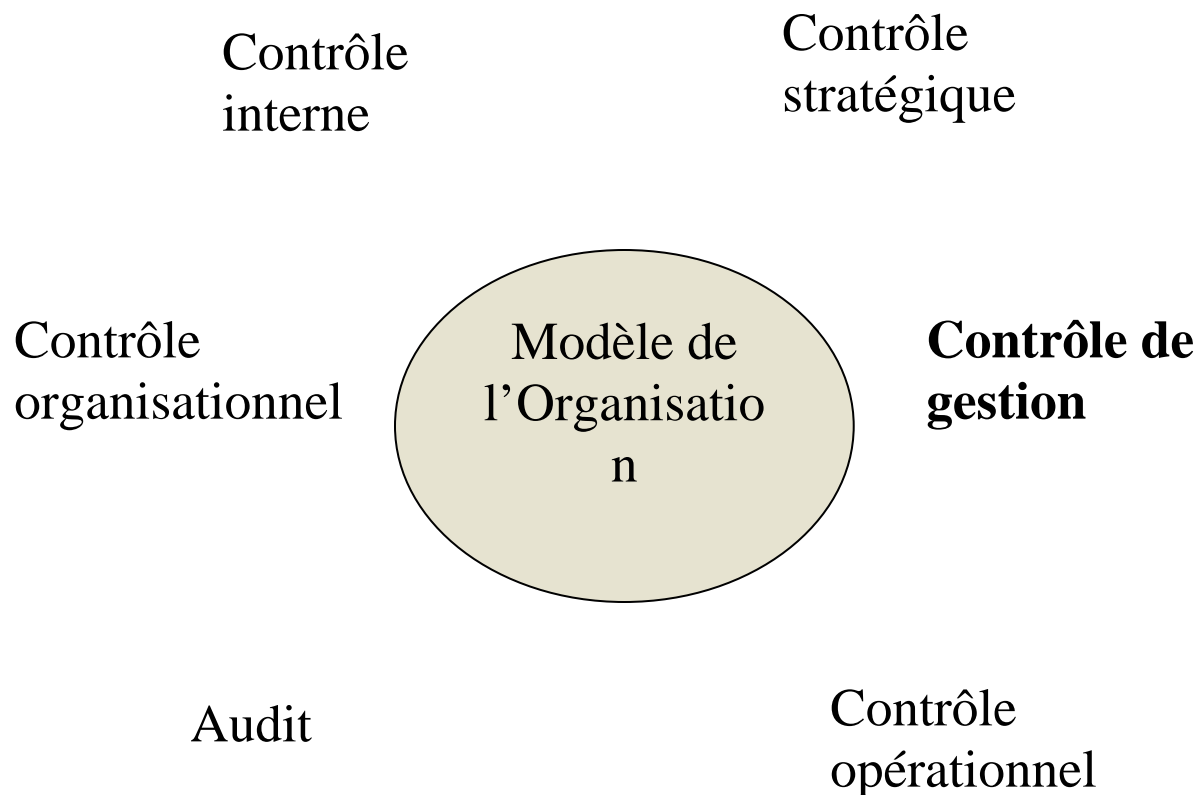 Contrôle
interne
Contrôle
stratégique
Contrôle
organisationnel
Modèle de
l’Organisatio
n
Contrôle de
gestion
Audit
Contrôle
opérationnel